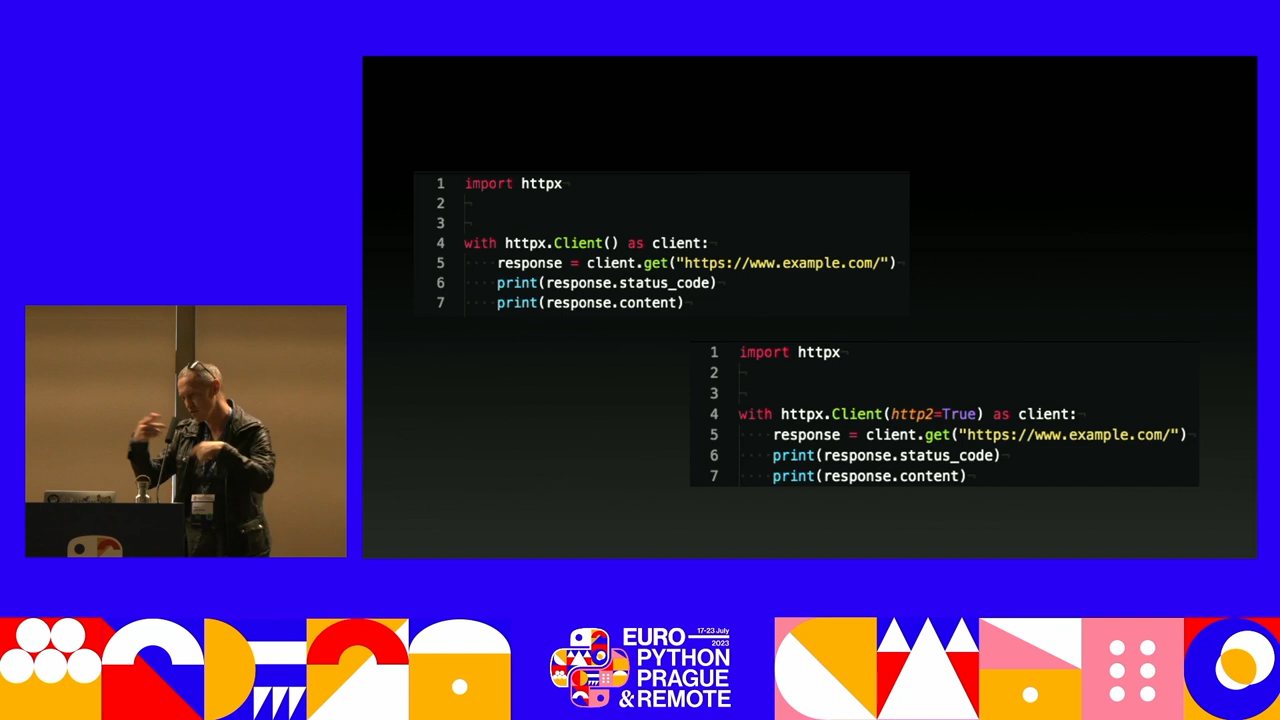 1 import httpx
2
3
4 with httpx.Client() as client:
5 response = client.get("https://www.example.com/")
6 print(response.status_code)
7 print(response.content)
1 import httpx
2
3
4 with httpx.Client(http2=True) as client:
5 response = client.get("https://www.example.com/")
6 print(response.status_code)
7 print(response.content)
EURO
17-23 July
2023
PYTHON
PRAGUE
& REMOTE